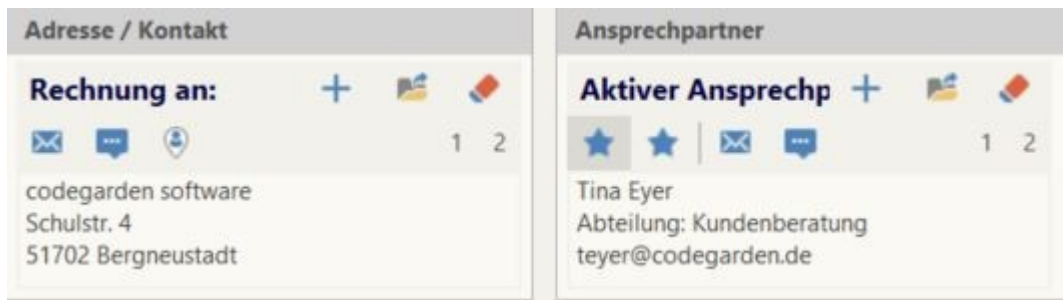 Adresse / Kontakt
Rechnung an:
1 2
codegarden software
Schulstr. 4
51702 Bergneustadt
Ansprechpartner
Aktiver Ansprechp
1 2
Tina Eyer
Abteilung: Kundenberatung
teyer@codegarden.de